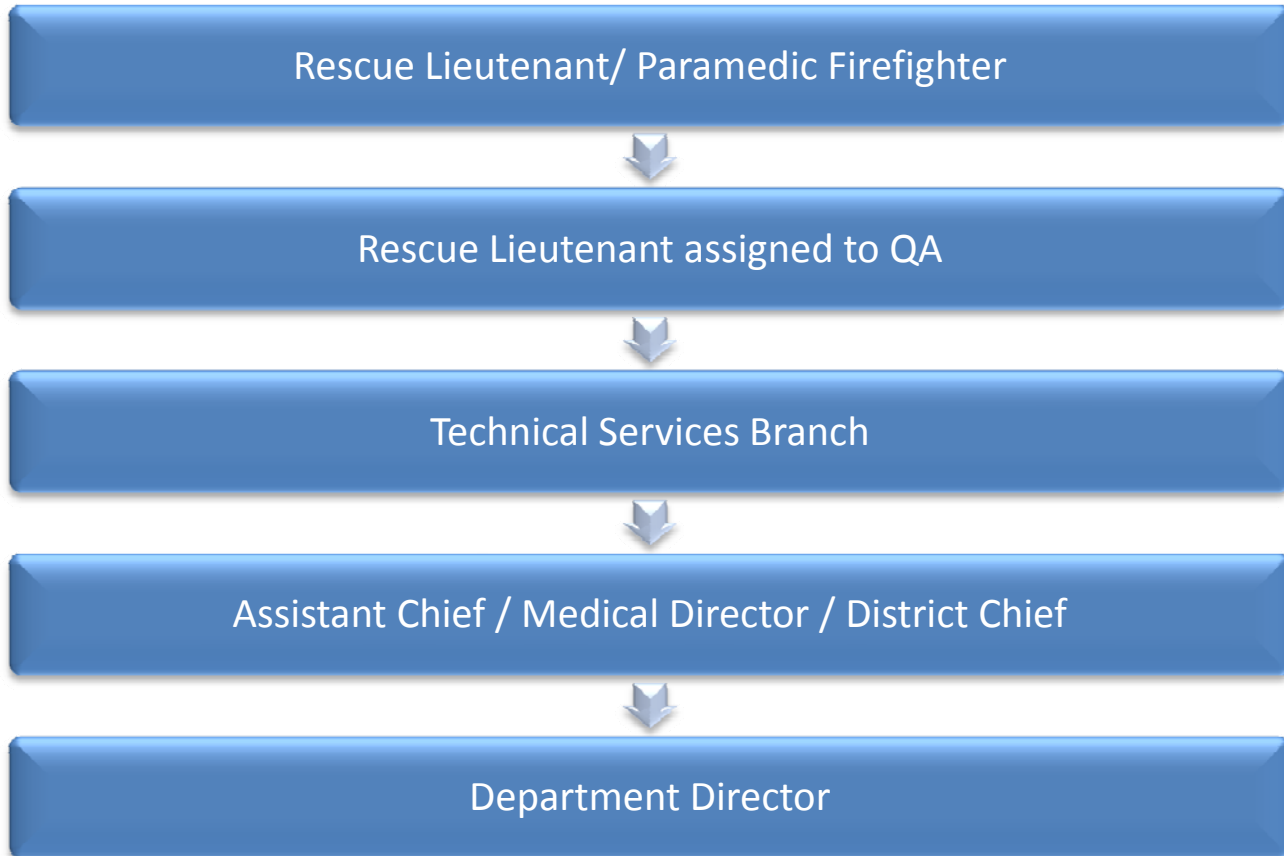 Rescue Lieutenant/ Paramedic Firefighter
Rescue Lieutenant assigned to QA
Technical Services Branch
Assistant Chief / Medical Director / District Chief
Department Director